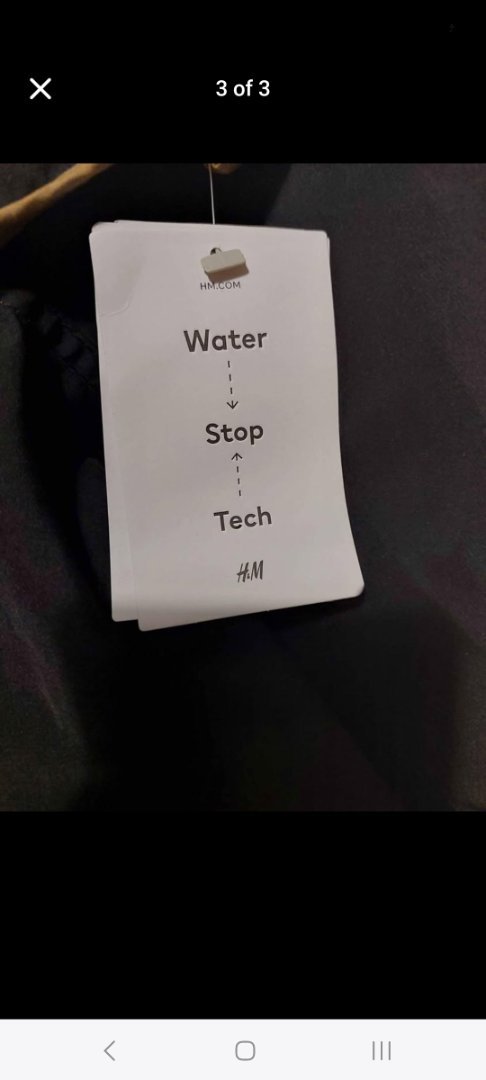 3 of 3
HM.COM
Water
Stop
Tech
H&M